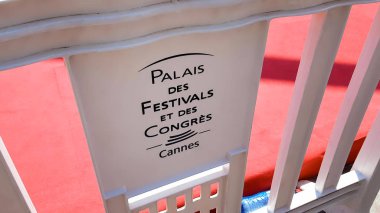 PALAIS
DES
FESTIVALS
ET DES
CONGRÈS
Cannes